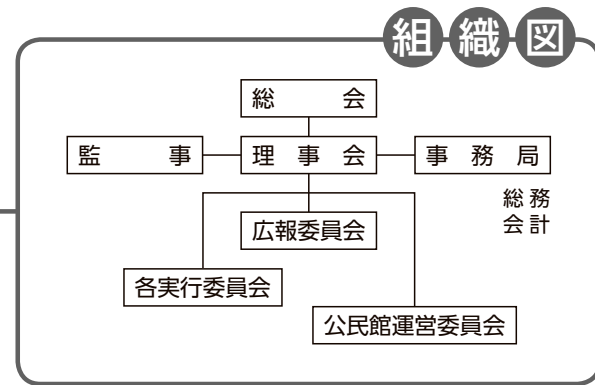 組織図
総会
監事
理事会
事務局
総務
会計
広報委員会
各実行委員会
公民館運営委員会